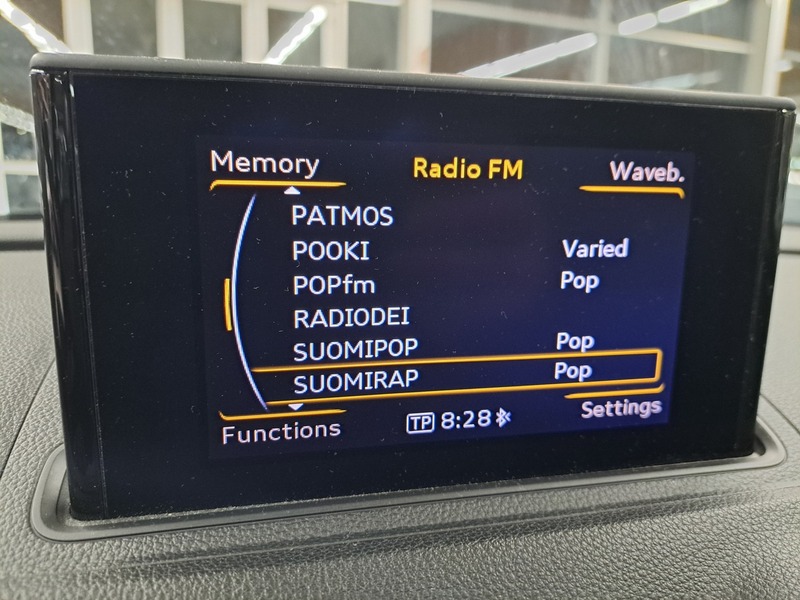 Memory Radio FM Waveb.
PATMOS
POOKI Varied
POPfm Pop
RADIODEI
SUOMIPOP Pop
SUOMIRAP Pop
Functions TP 8:28 Settings